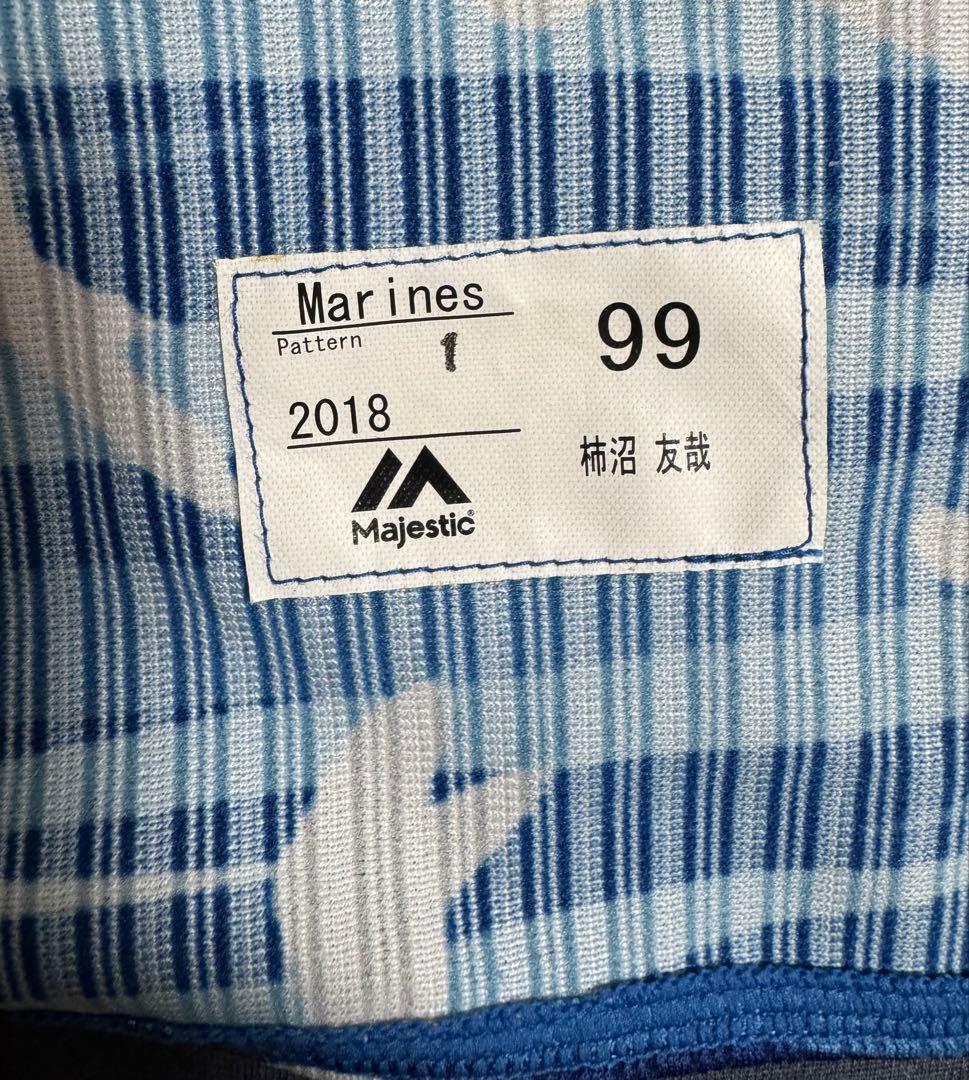 Marines
Pattern 1
2018
Majestic®
99
柿沼 友哉